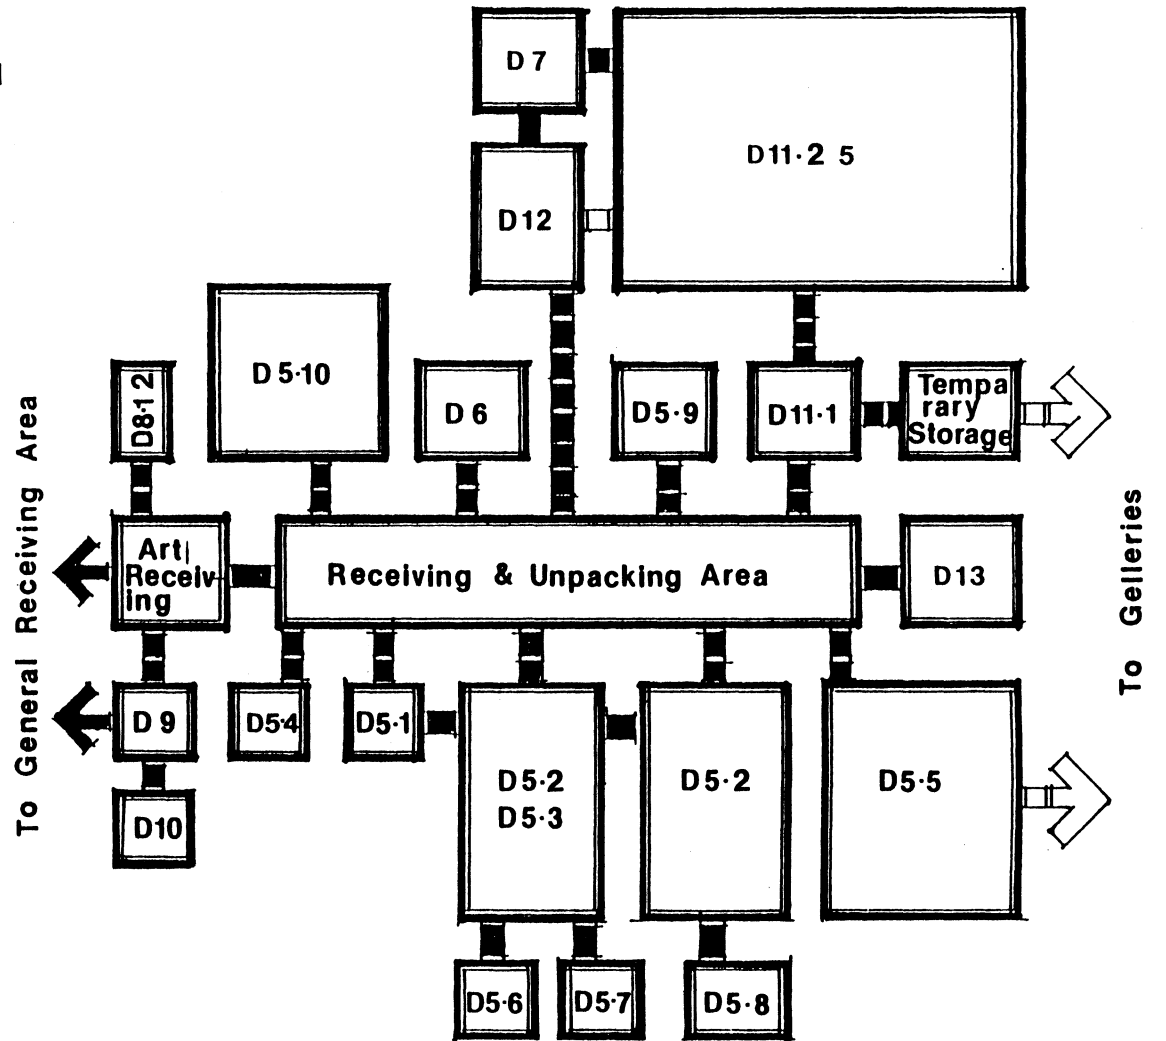 D 7
D11·2 5
D12
D 5·10
D8·1 2
D 6
D5·9
D11·1
Tempa
rary
Storage
Art
Receiv
ing
Receiving & Unpacking Area
D13
D 9
D5·4
D5·1
D5·2
D5·3
D5·2
D5·5
D10
D5·6
D5·7
D5·8
To General Receiving Area
To Gelleries